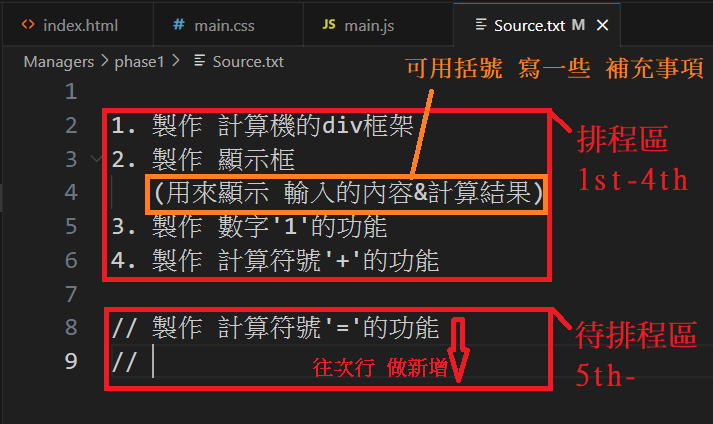 index.html
main.css
main.js
Source.txt M
Managers > phase1 > Source.txt
可用括號 寫一些 補充事項
1
2 1. 製作 計算機的div框架
3 2. 製作 顯示框
4 (用來顯示 輸入的內容&計算結果)
5 3. 製作 數字'1'的功能
6 4. 製作 計算符號'+'的功能
7
8 // 製作 計算符號'='的功能
9 //
往次行 做新增
排程區
1st-4th
待排程區
5th-